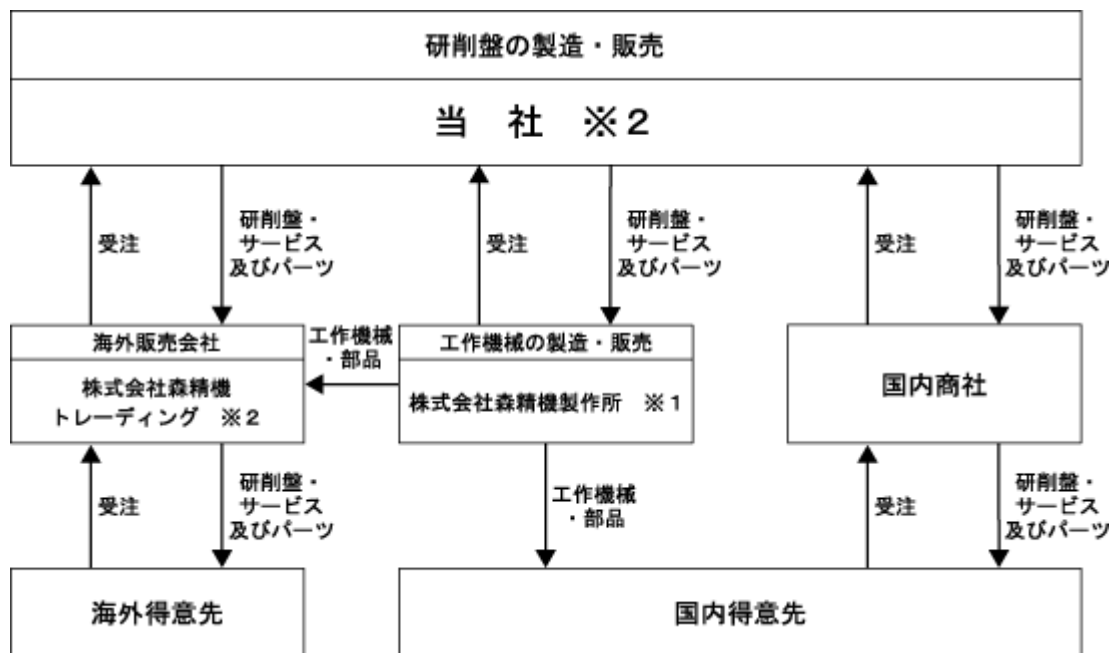 研削盤の製造・販売
当　社　※２
受注
研削盤・
サービス
及びパーツ
受注
研削盤・
サービス
及びパーツ
受注
研削盤・
サービス
及びパーツ
海外販売会社
株式会社森精機
トレーディング　※２
工作機械
・部品
工作機械の製造・販売
株式会社森精機製作所　※１
国内商社
受注
研削盤・
サービス
及びパーツ
工作機械
・部品
受注
研削盤・
サービス
及びパーツ
海外得意先
国内得意先